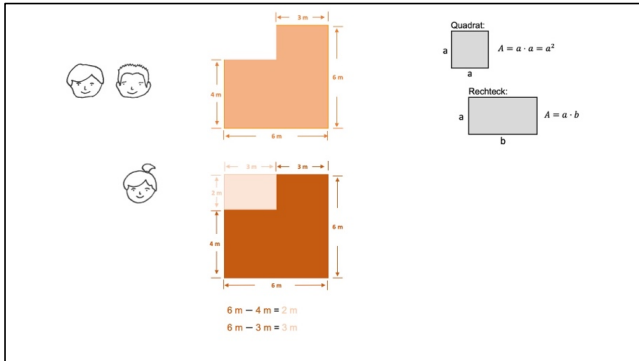 3 m
4 m
6 m
6 m
Quadrat:
a
a
A = a · a = a²
Rechteck:
a
b
A = a · b
3 m
3 m
2 m
4 m
6 m
6 m
6 m − 4 m = 2 m
6 m − 3 m = 3 m